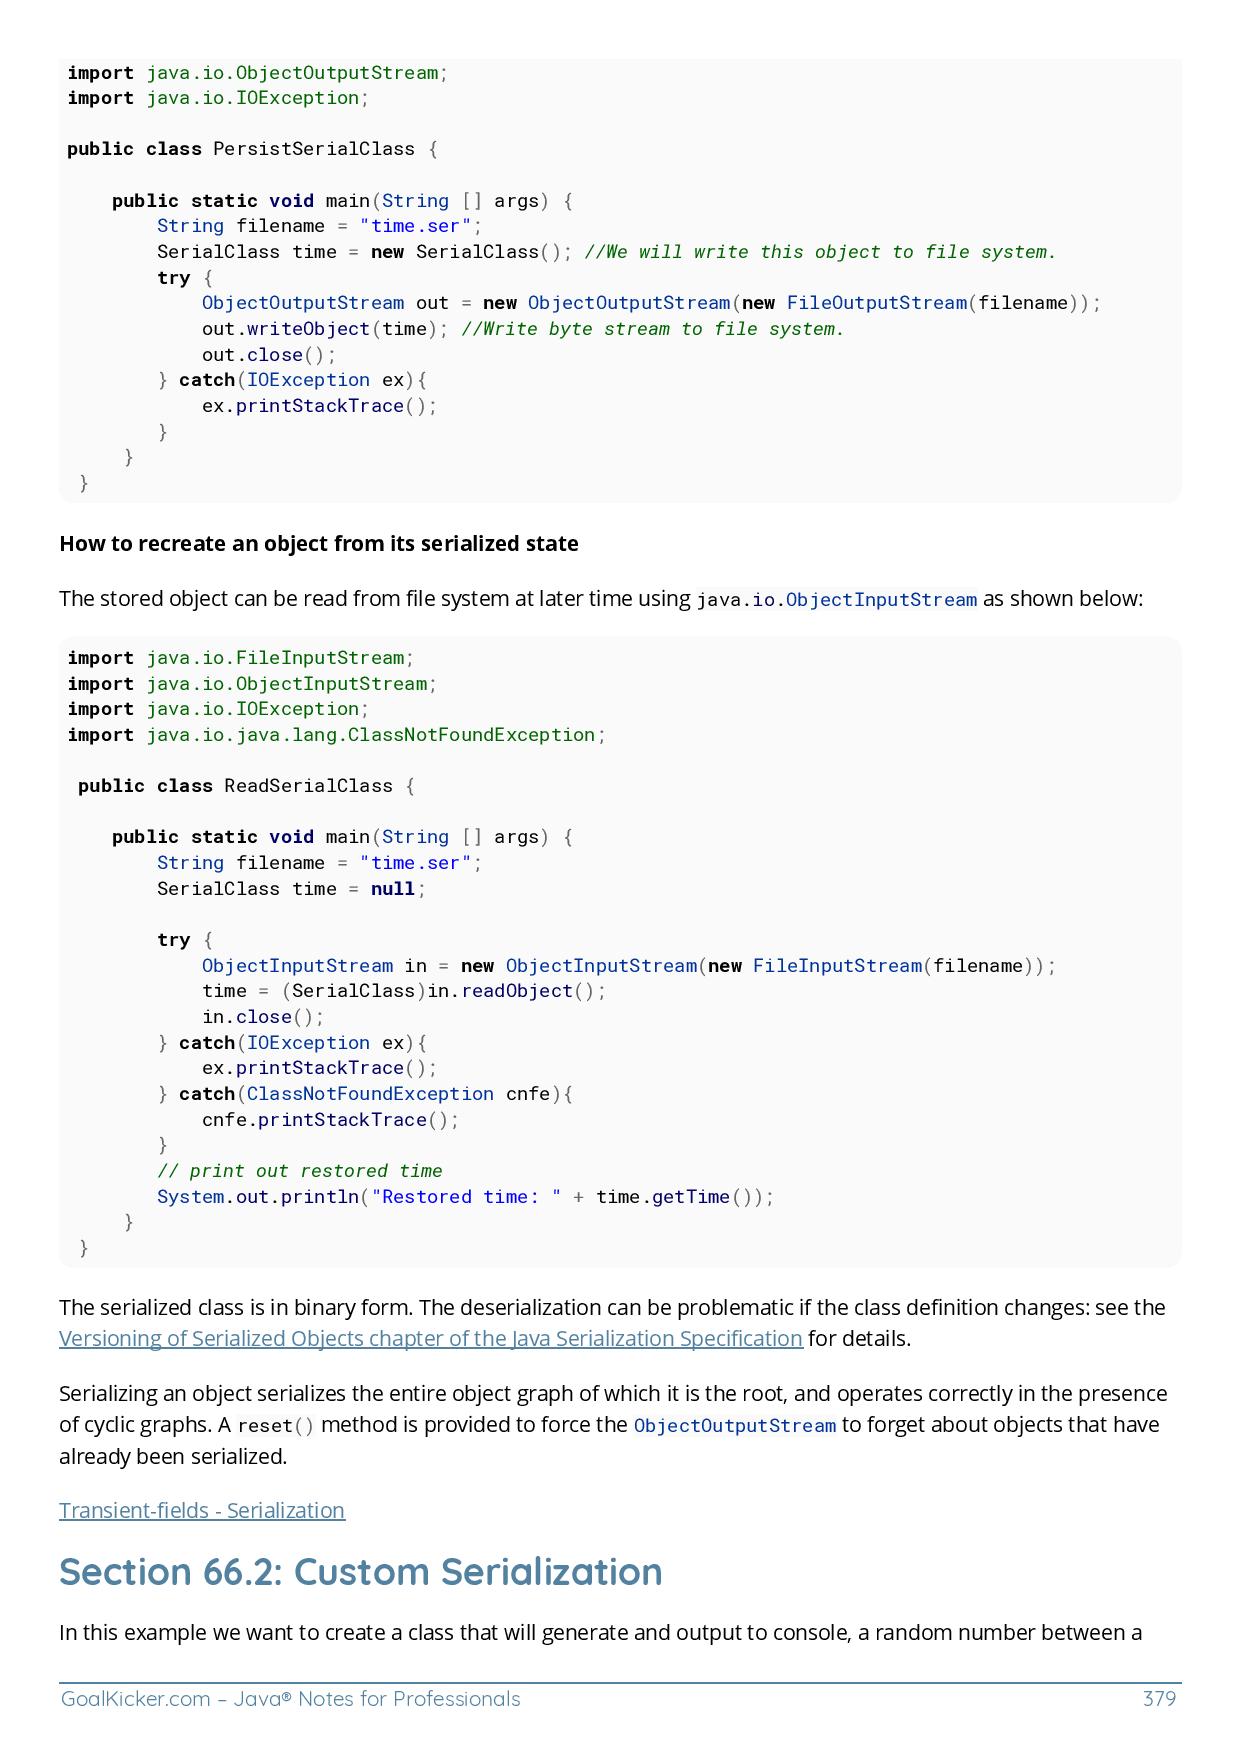 import java.io.ObjectOutputStream;
import java.io.IOException;

public class PersistSerialClass {

    public static void main(String [] args) {
        String filename = "time.ser";
        SerialClass time = new SerialClass(); //We will write this object to file system.
        try {
            ObjectOutputStream out = new ObjectOutputStream(new FileOutputStream(filename));
            out.writeObject(time); //Write byte stream to file system.
            out.close();
        } catch(IOException ex){
            ex.printStackTrace();
        }
     }
 }
How to recreate an object from its serialized state
The stored object can be read from file system at later time using java.io.ObjectInputStream as shown below:
import java.io.FileInputStream;
import java.io.ObjectInputStream;
import java.io.IOException;
import java.io.java.lang.ClassNotFoundException;

 public class ReadSerialClass {

    public static void main(String [] args) {
        String filename = "time.ser";
        SerialClass time = null;

        try {
            ObjectInputStream in = new ObjectInputStream(new FileInputStream(filename));
            time = (SerialClass)in.readObject();
            in.close();
        } catch(IOException ex){
            ex.printStackTrace();
        } catch(ClassNotFoundException cnfe){
            cnfe.printStackTrace();
        }
        // print out restored time
        System.out.println("Restored time: " + time.getTime());
     }
 }
The serialized class is in binary form. The deserialization can be problematic if the class definition changes: see the
Versioning of Serialized Objects chapter of the Java Serialization Specification for details.
Serializing an object serializes the entire object graph of which it is the root, and operates correctly in the presence
of cyclic graphs. A reset() method is provided to force the ObjectOutputStream to forget about objects that have
already been serialized.
Transient-fields - Serialization
Section 66.2: Custom Serialization
In this example we want to create a class that will generate and output to console, a random number between a
GoalKicker.com – Java® Notes for Professionals 379